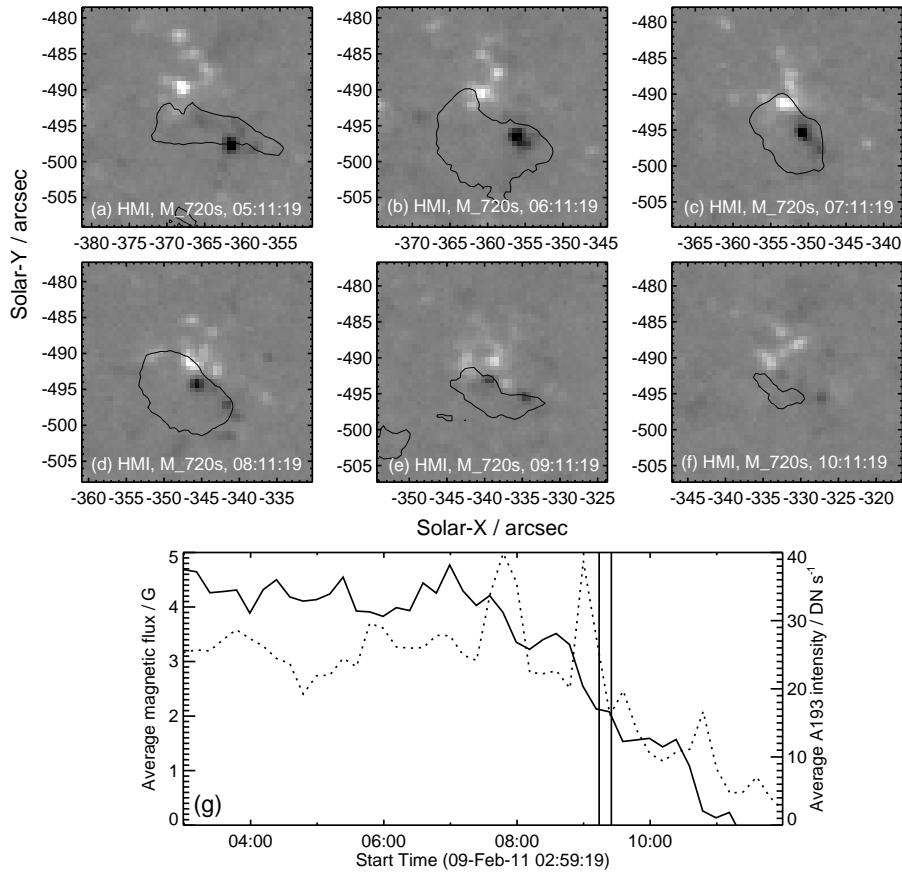 -480
-485
-490
-495
-500
-505
(a) HMI, M_720s, 05:11:19
-380 -375 -370 -365 -360 -355
-480
-485
-490
-495
-500
-505
(b) HMI, M_720s, 06:11:19
-370 -365 -360 -355 -350 -345
-480
-485
-490
-495
-500
-505
(c) HMI, M_720s, 07:11:19
-365 -360 -355 -350 -345 -340
Solar-Y / arcsec
-480
-485
-490
-495
-500
-505
(d) HMI, M_720s, 08:11:19
-360 -355 -350 -345 -340 -335
-480
-485
-490
-495
-500
-505
(e) HMI, M_720s, 09:11:19
-350 -345 -340 -335 -330 -325
-480
-485
-490
-495
-500
-505
(f) HMI, M_720s, 10:11:19
-345 -340 -335 -330 -325 -320
Solar-X / arcsec
Average magnetic flux / G
5
4
3
2
1
0
(g)
40
30
20
10
0
Average A193 intensity / DN s⁻¹
04:00 06:00 08:00 10:00
Start Time (09-Feb-11 02:59:19)